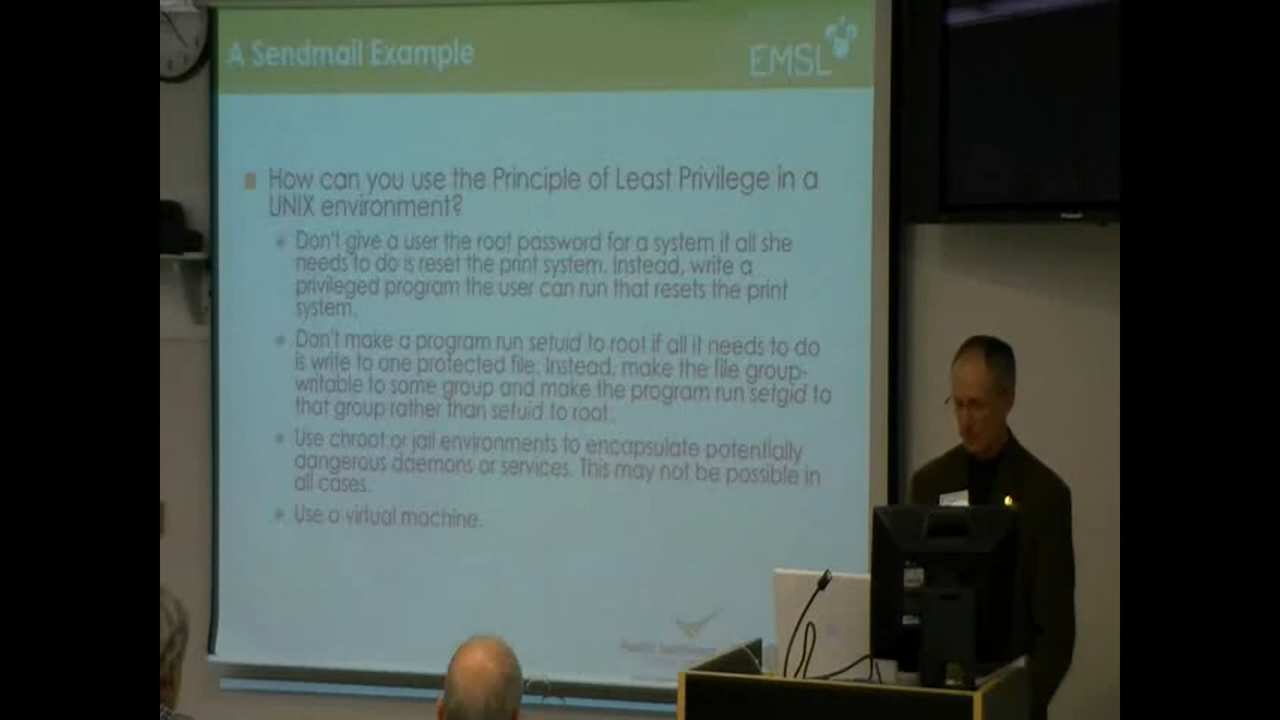 A Sendmail Example
EMSL
How can you use the Principle of Least Privilege in a
UNIX environment?
Don't give a user the root password for a system if all she
needs to do is reset the print system. Instead, write a
privileged program the user can run that resets the print
system.
Don't make a program run setuid to root if all it needs to do
is write to one protected file. Instead, make the file group-
writable to some group and make the program run setgid to
that group rather than setuid to root.
Use chroot or jail environments to encapsulate potentially
dangerous daemons or services. This may not be possible in
all cases.
Use a virtual machine.